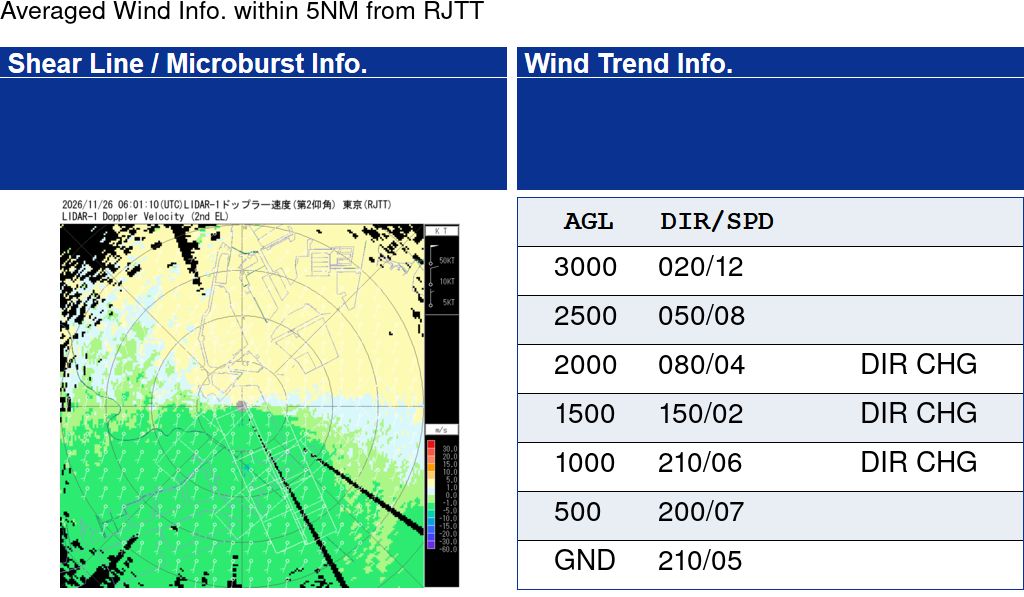 Averaged Wind Info. within 5NM from RJTT
Shear Line / Microburst Info.
Wind Trend Info.
2026/11/26 06:01:10(UTC)LIDAR-1ドップラー速度(第2仰角) 東京(RJTT)
LIDAR-1 Doppler Velocity (2nd EL)
K T
50KT
10KT
5KT
m/s
30.0
20.0
15.0
10.0
5.0
1.0
0.0
-1.0
-5.0
-10.0
-15.0
-20.0
-30.0
-60.0
AGL DIR/SPD
3000 020/12
2500 050/08
2000 080/04 DIR CHG
1500 150/02 DIR CHG
1000 210/06 DIR CHG
500 200/07
GND 210/05